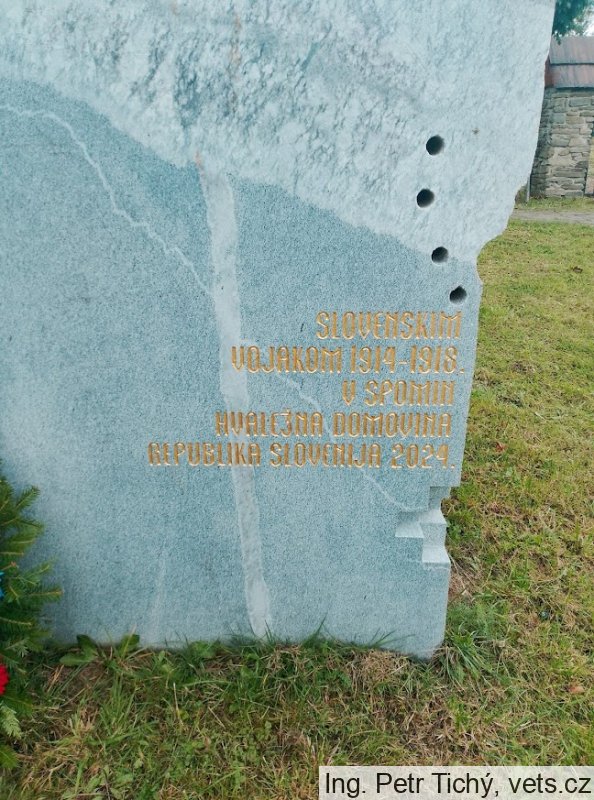 SLOVENSKIM
VOJAKOM 1914-1918.
V SPOMIN
HVALEŽNA DOMOVINA
REPUBLIKA SLOVENIJA 2024.
Ing. Petr Tichý, vets.cz